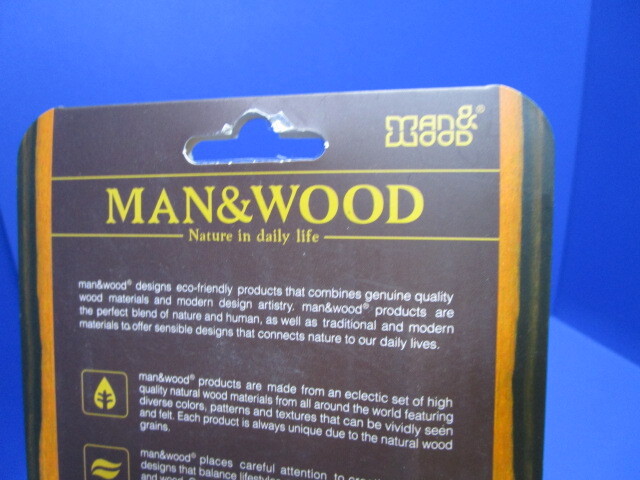 MAN&
WOOD®
MAN&WOOD
Nature in daily life
man&wood® designs eco-friendly products that combines genuine quality
wood materials and modern design artistry. man&wood® products are
the perfect blend of nature and human, as well as traditional and modern
materials to offer sensible designs that connects nature to our daily lives.
man&wood® products are made from an eclectic set of high
quality natural wood materials from all around the world featuring
diverse colors, patterns and textures that can be vividly seen
and felt. Each product is always unique due to the natural wood
grains.
man&wood® places careful attention to
designs that balance
and wood.